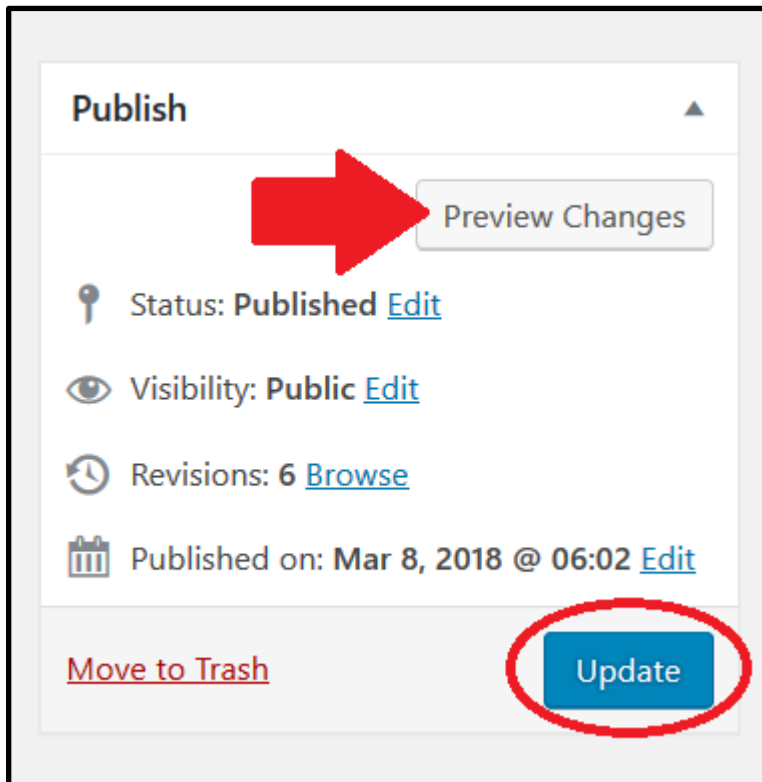 Publish
Preview Changes
Status: Published Edit
Visibility: Public Edit
Revisions: 6 Browse
Published on: Mar 8, 2018 @ 06:02 Edit
Move to Trash
Update